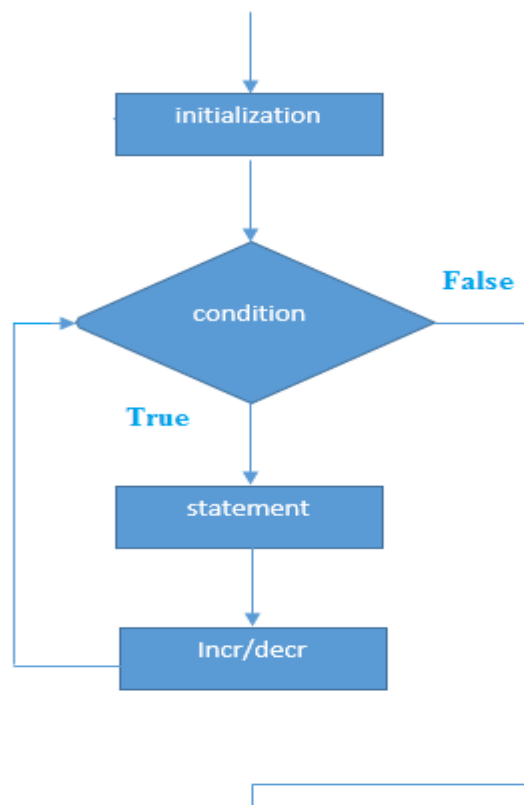 initialization
condition
False
True
statement
Incr/decr